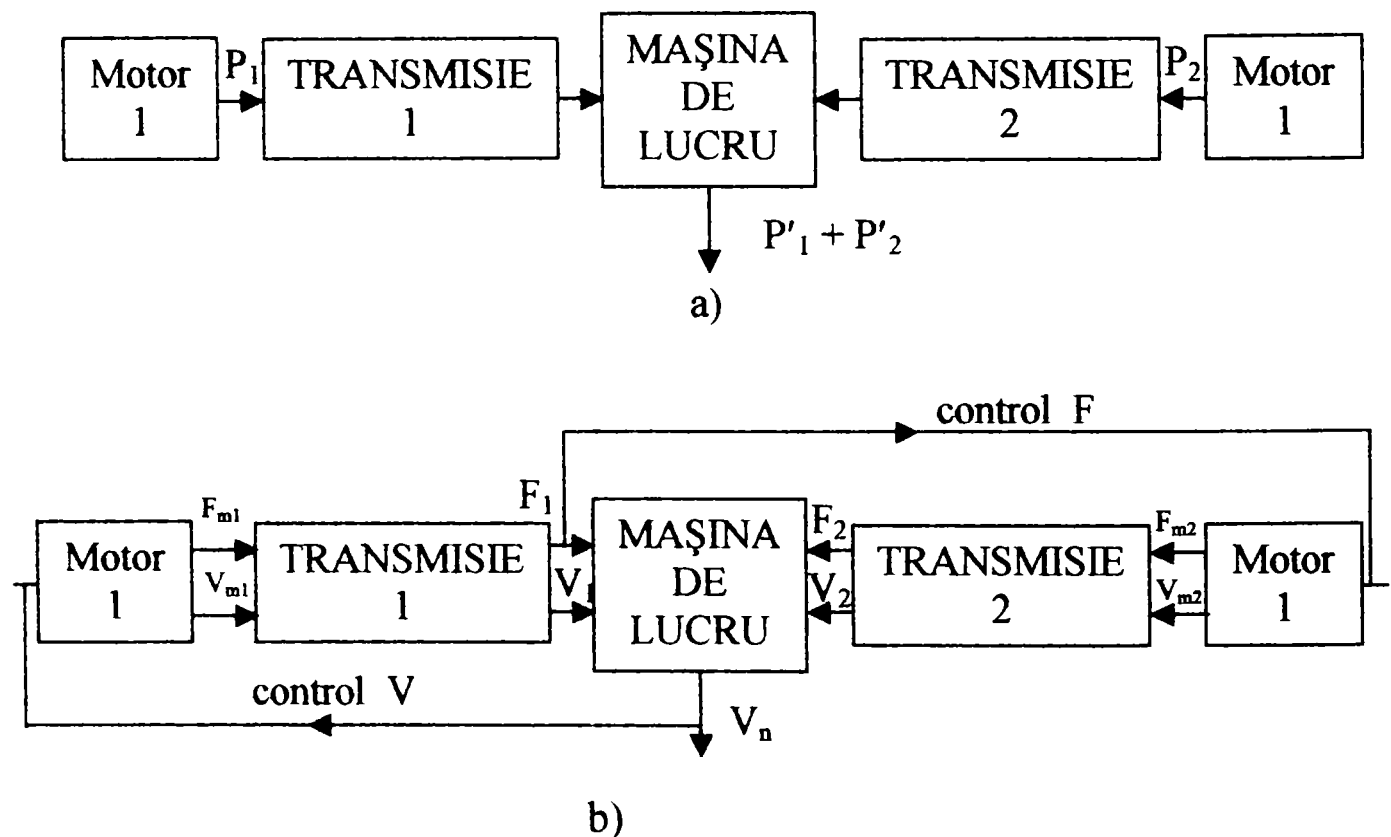 Motor
1
P₁
TRANSMISIE
1
MAŞINA
DE
LUCRU
TRANSMISIE
2
P₂
Motor
1
P'₁ + P'₂
a)
control F
Motor
1
Fₘ₁
Vₘ₁
TRANSMISIE
1
F₁
V₁
MAŞINA
DE
LUCRU
F₂
V₂
TRANSMISIE
2
Fₘ₂
Vₘ₂
Motor
1
control V
Vₙ
b)